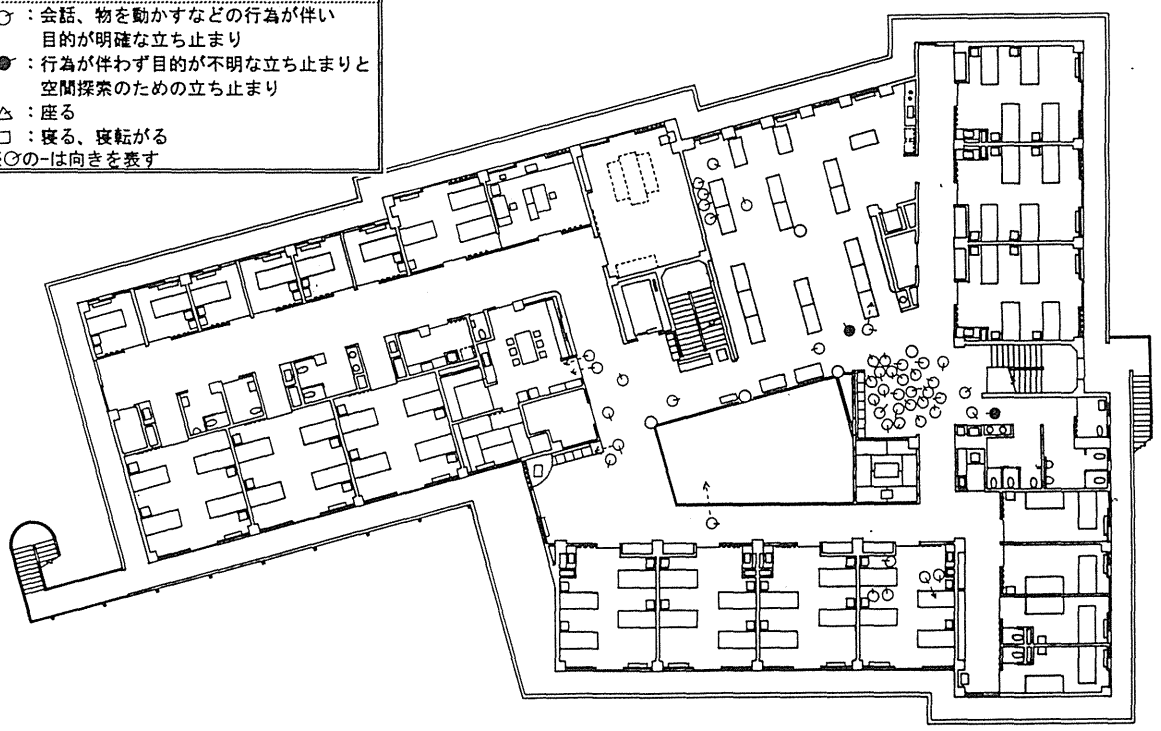 ：会話、物を動かすなどの行為が伴い
目的が明確な立ち止まり
：行為が伴わず目的が不明な立ち止まりと
空間探索のための立ち止まり
：座る
：寝る、寝転がる
の-は向きを表す